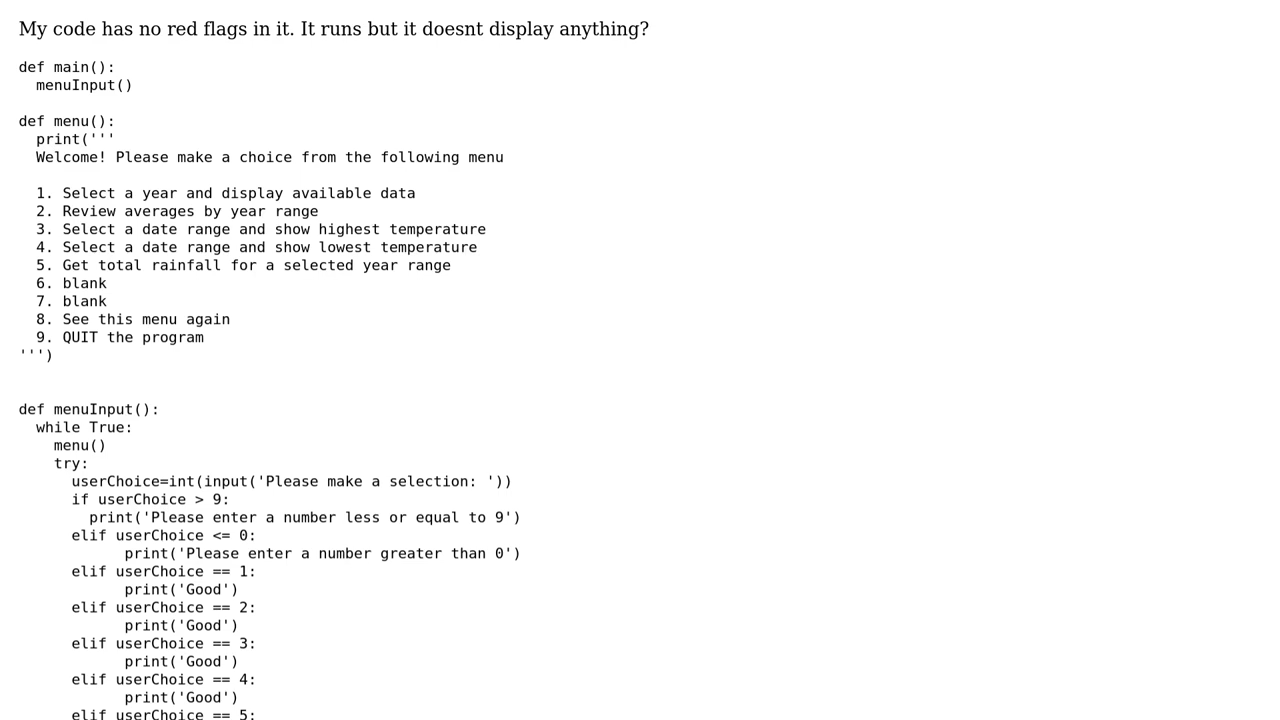 My code has no red flags in it. It runs but it doesnt display anything?
def main():
  menuInput()

def menu():
  print('''
  Welcome! Please make a choice from the following menu

  1. Select a year and display available data
  2. Review averages by year range
  3. Select a date range and show highest temperature
  4. Select a date range and show lowest temperature
  5. Get total rainfall for a selected year range
  6. blank
  7. blank
  8. See this menu again
  9. QUIT the program
''')


def menuInput():
  while True:
    menu()
    try:
      userChoice=int(input('Please make a selection: '))
      if userChoice > 9:
        print('Please enter a number less or equal to 9')
      elif userChoice <= 0:
            print('Please enter a number greater than 0')
      elif userChoice == 1:
            print('Good')
      elif userChoice == 2:
            print('Good')
      elif userChoice == 3:
            print('Good')
      elif userChoice == 4:
            print('Good')
      elif userChoice == 5: